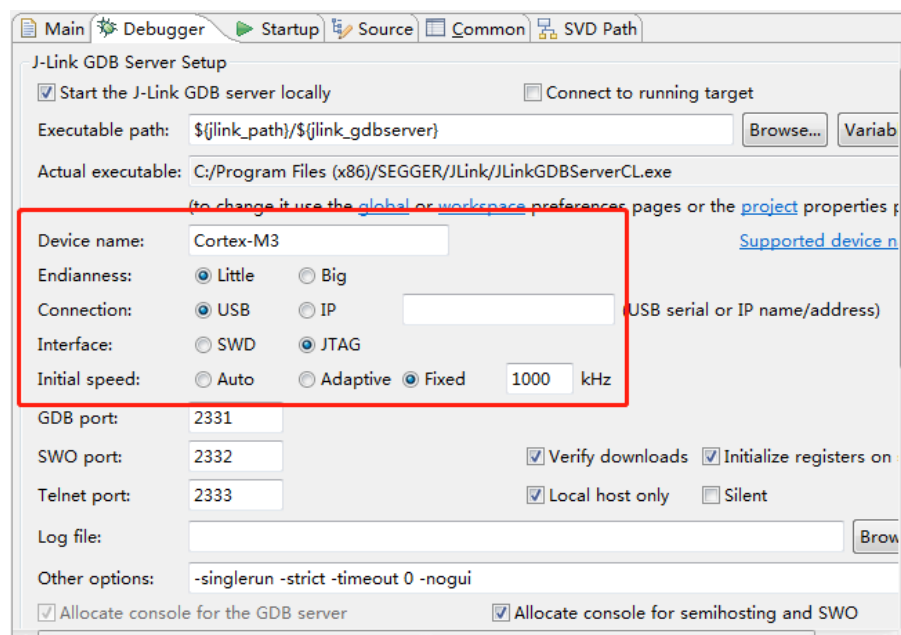 Main Debugger Startup Source Common SVD Path
J-Link GDB Server Setup
Start the J-Link GDB server locally Connect to running target
Executable path: ${jlink_path}/${jlink_gdbserver} Browse... Variab
Actual executable: C:/Program Files (x86)/SEGGER/JLink/JLinkGDBServerCL.exe
(to change it use the global or workspace preferences pages or the project properties p
Device name: Cortex-M3 Supported device n
Endianness: Little Big
Connection: USB IP (USB serial or IP name/address)
Interface: SWD JTAG
Initial speed: Auto Adaptive Fixed 1000 kHz
GDB port: 2331
SWO port: 2332 Verify downloads Initialize registers on
Telnet port: 2333 Local host only Silent
Log file: Brow
Other options: -singlerun -strict -timeout 0 -nogui
Allocate console for the GDB server Allocate console for semihosting and SWO